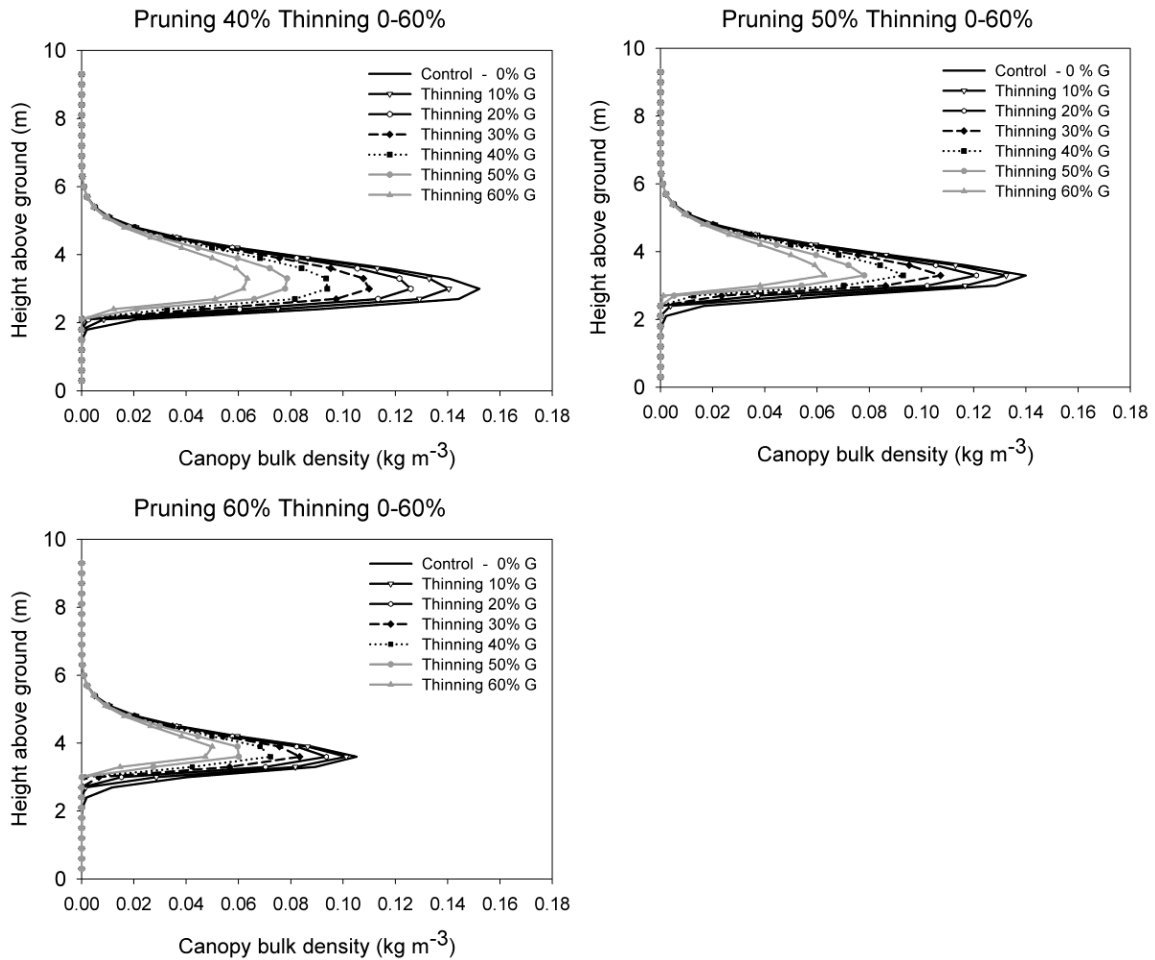 Pruning 40% Thinning 0-60%
Height above ground (m)
10
8
6
4
2
0
Control - 0% G
Thinning 10% G
Thinning 20% G
Thinning 30% G
Thinning 40% G
Thinning 50% G
Thinning 60% G
0.00 0.02 0.04 0.06 0.08 0.10 0.12 0.14 0.16 0.18
Canopy bulk density (kg m⁻³)
Pruning 50% Thinning 0-60%
Height above ground (m)
10
8
6
4
2
0
Control - 0 % G
Thinning 10% G
Thinning 20% G
Thinning 30% G
Thinning 40% G
Thinning 50% G
Thinning 60% G
0.00 0.02 0.04 0.06 0.08 0.10 0.12 0.14 0.16 0.18
Canopy bulk density (kg m⁻³)
Pruning 60% Thinning 0-60%
Height above ground (m)
10
8
6
4
2
0
Control - 0% G
Thinning 10% G
Thinning 20% G
Thinning 30% G
Thinning 40% G
Thinning 50% G
Thinning 60% G
0.00 0.02 0.04 0.06 0.08 0.10 0.12 0.14 0.16 0.18
Canopy bulk density (kg m⁻³)